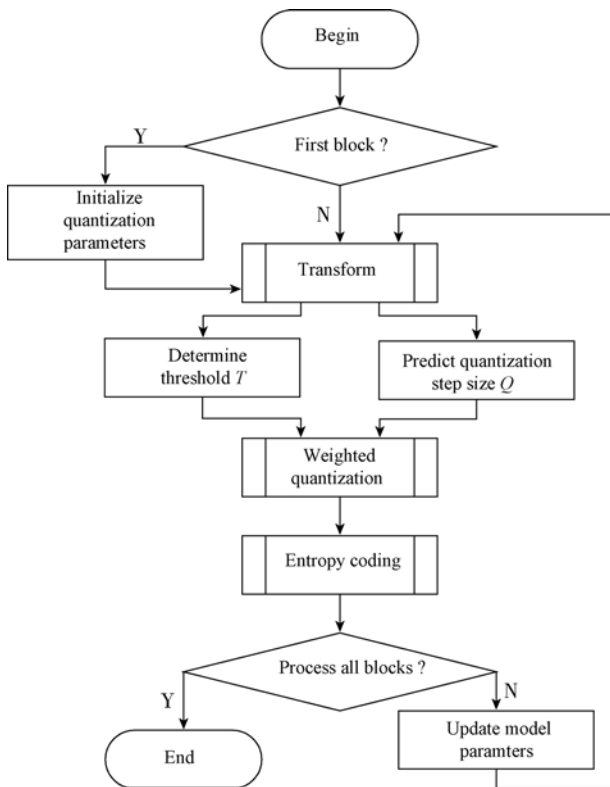 Begin
First block ?
Y
N
Initialize
quantization
parameters
Transform
Determine
threshold T
Predict quantization
step size Q
Weighted
quantization
Entropy coding
Process all blocks ?
Y
N
End
Update model
paramters